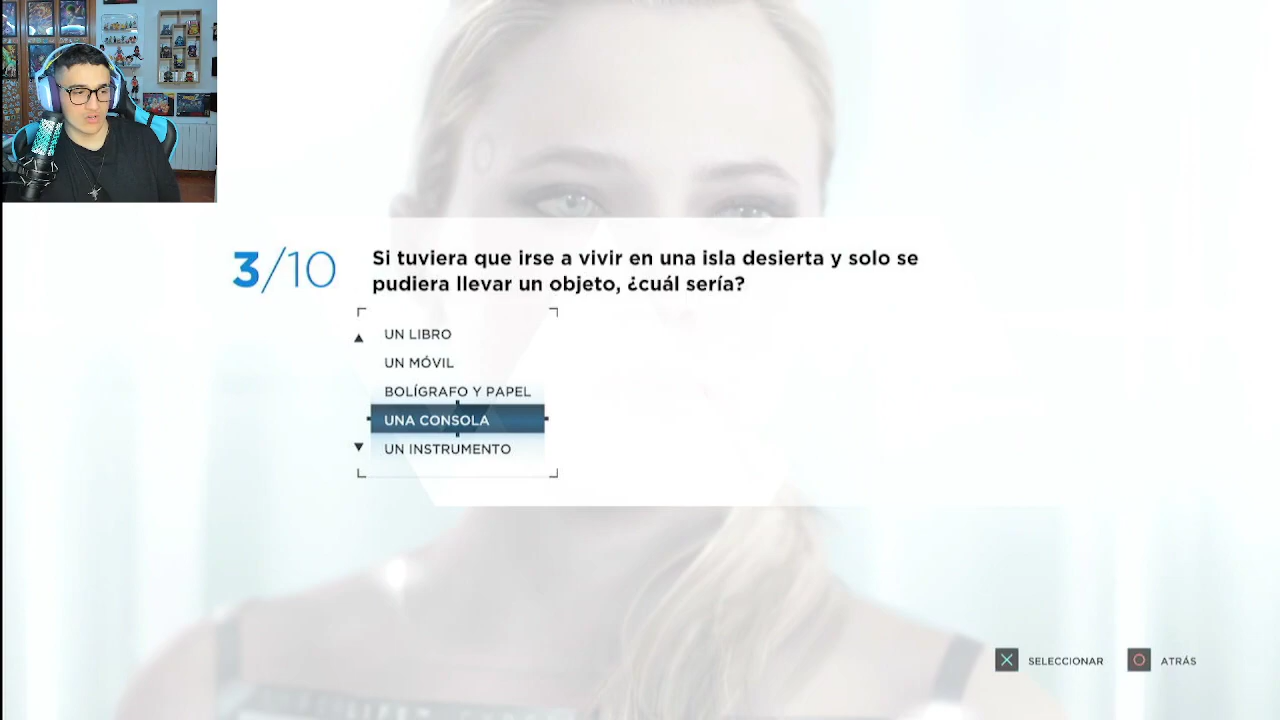 3/10
Si tuviera que irse a vivir en una isla desierta y solo se
pudiera llevar un objeto, ¿cuál sería?
UN LIBRO
UN MÓVIL
BOLÍGRAFO Y PAPEL
UNA CONSOLA
UN INSTRUMENTO
SELECCIONAR
ATRÁS